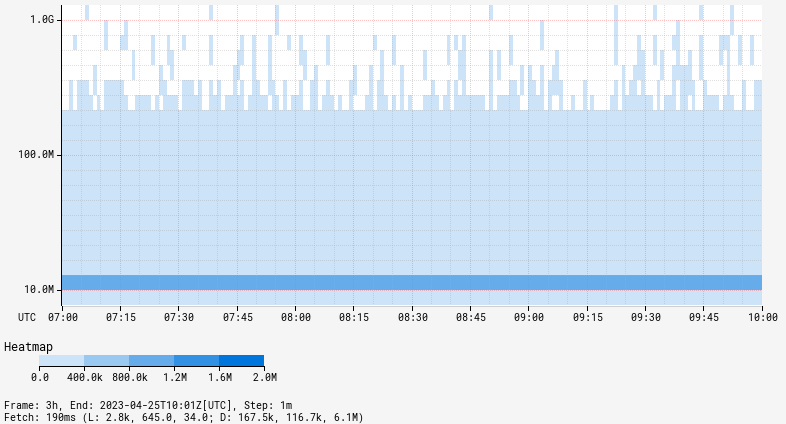 1.0G
100.0M
10.0M
UTC 07:00 07:15 07:30 07:45 08:00 08:15 08:30 08:45 09:00 09:15 09:30 09:45 10:00
Heatmap
0.0 400.0k 800.0k 1.2M 1.6M 2.0M
Frame: 3h, End: 2023-04-25T10:01Z[UTC], Step: 1m
Fetch: 190ms (L: 2.8k, 645.0, 34.0; D: 167.5k, 116.7k, 6.1M)